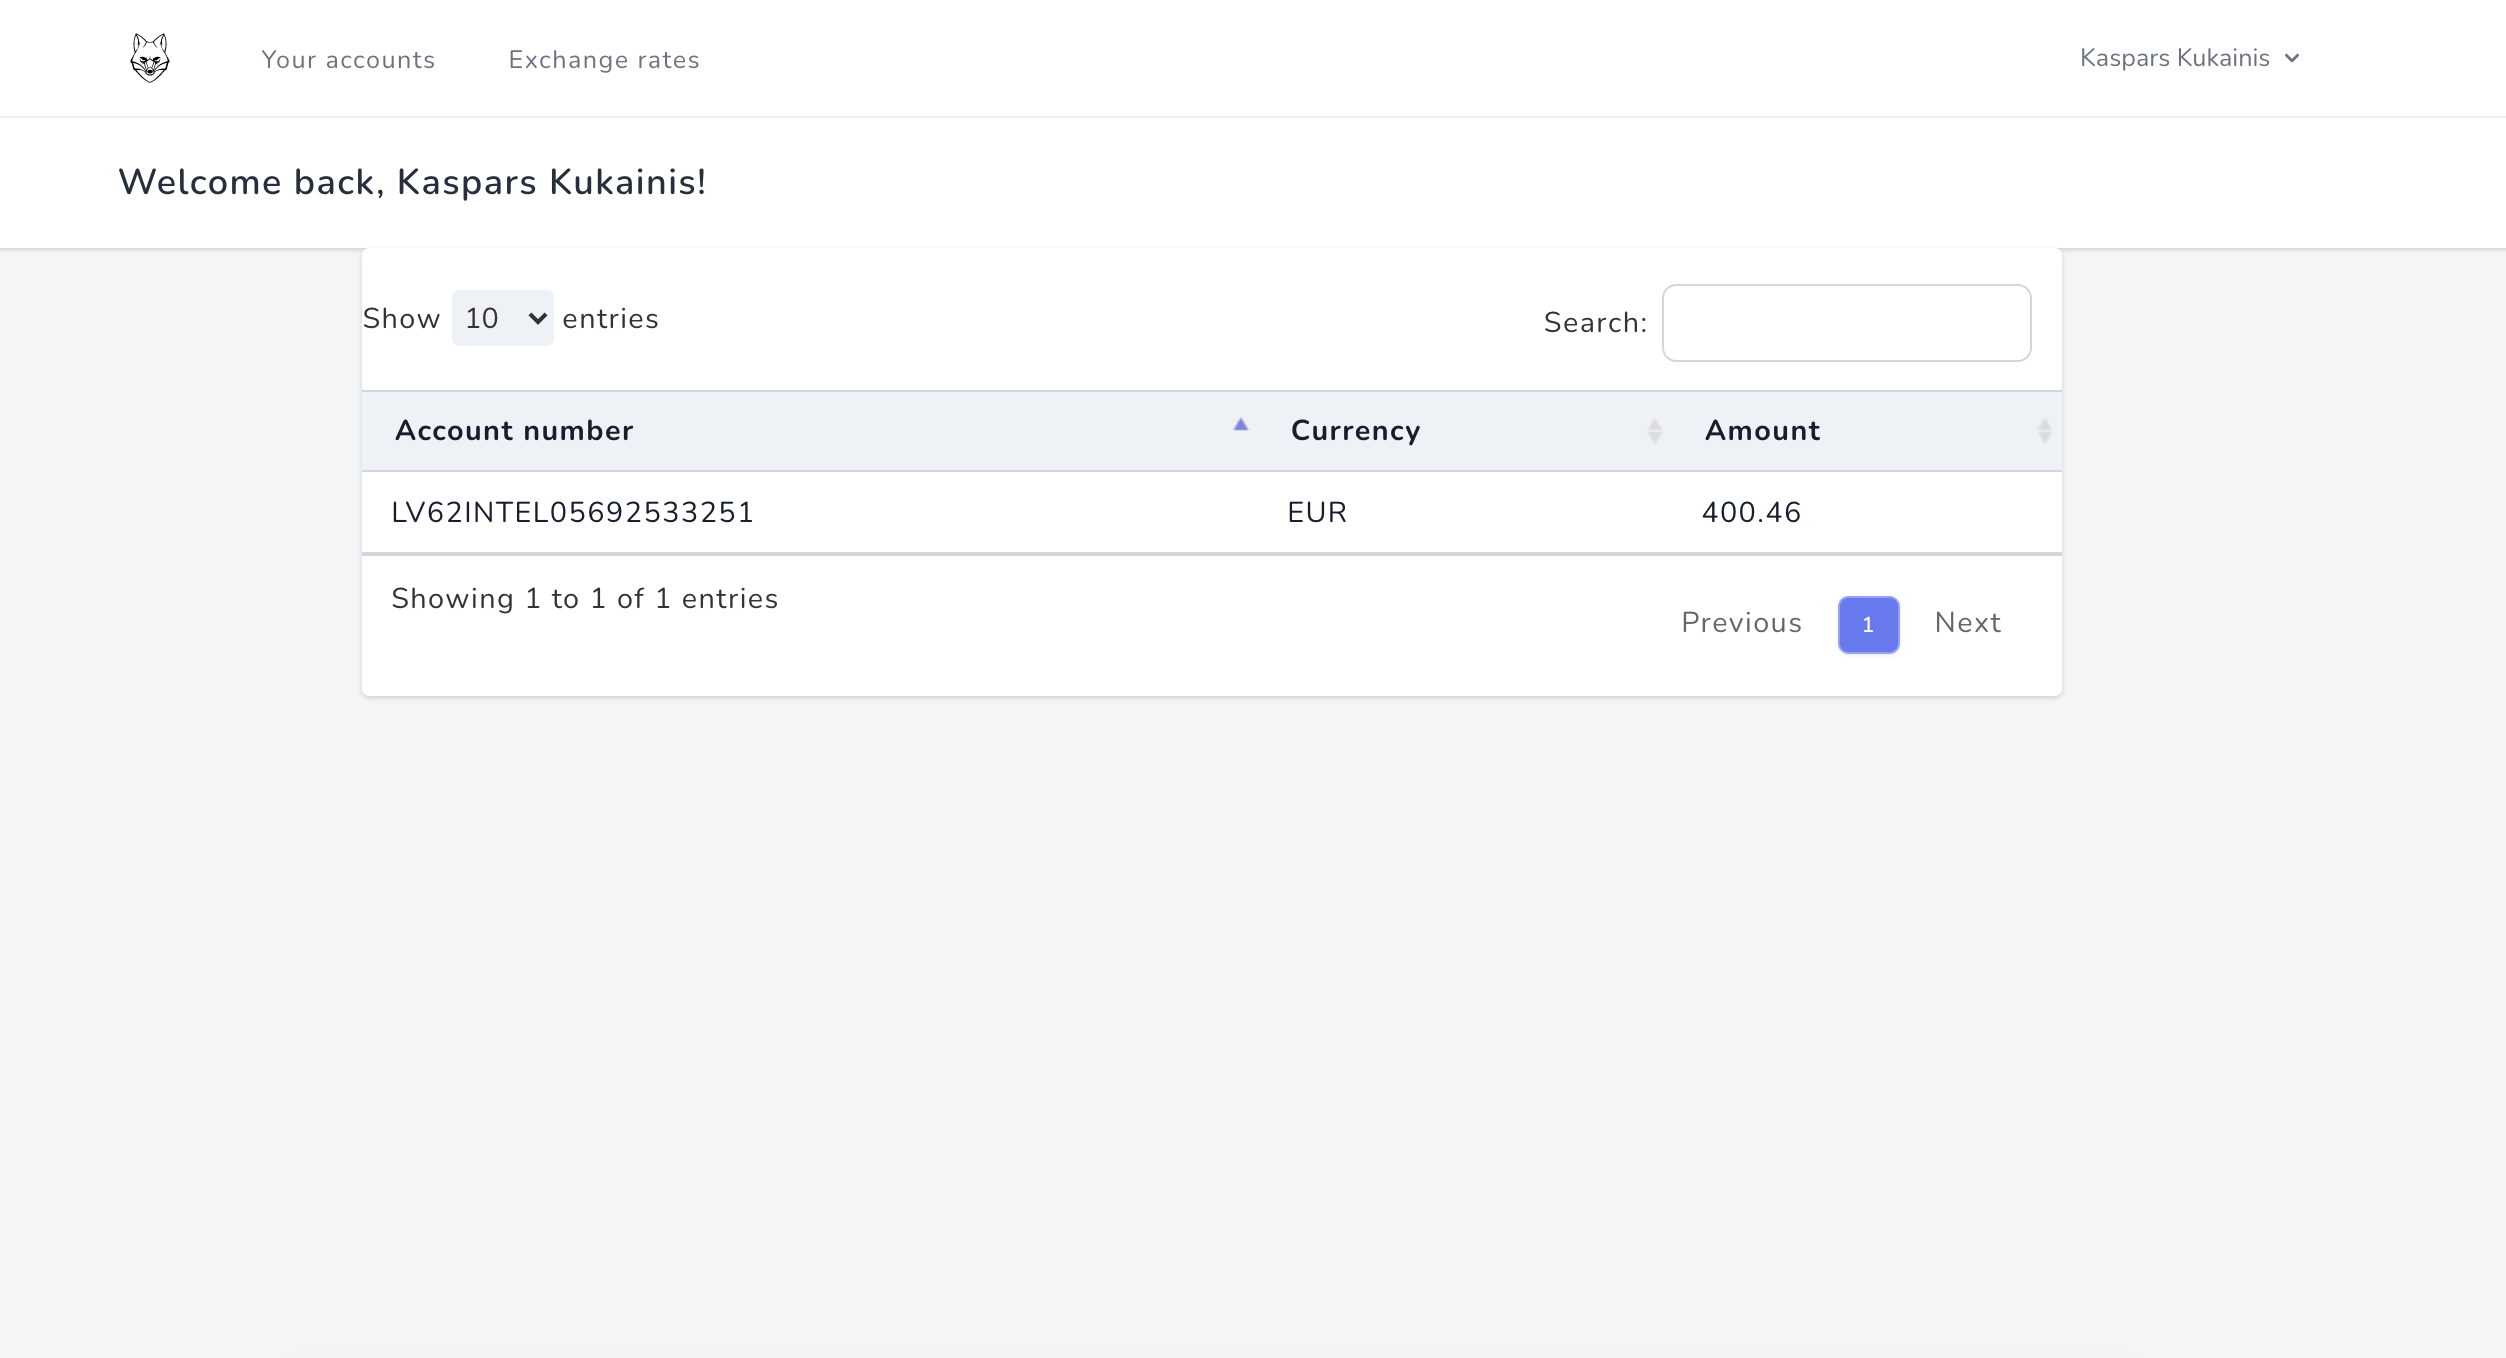 Your accounts Exchange rates Kaspars Kukainis
Welcome back, Kaspars Kukainis!
Show 10 entries Search:
Account number Currency Amount
LV62INTEL05692533251 EUR 400.46
Showing 1 to 1 of 1 entries
Previous 1 Next